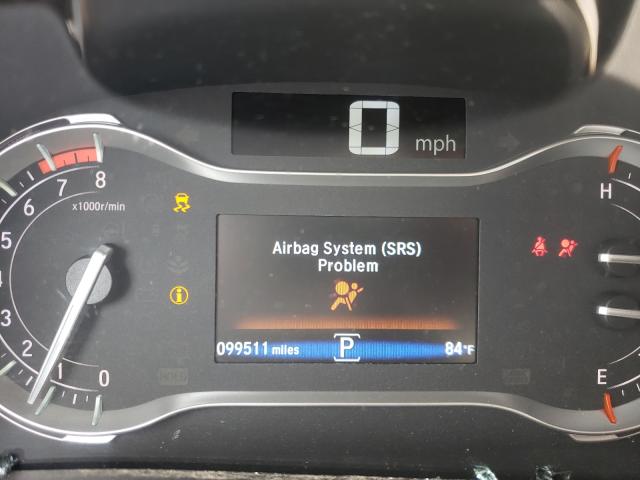 0 mph
8
7
6
x1000r/min
5
4
3
2
1
0
Airbag System (SRS)
Problem
099511 miles
P
84°F
H
E